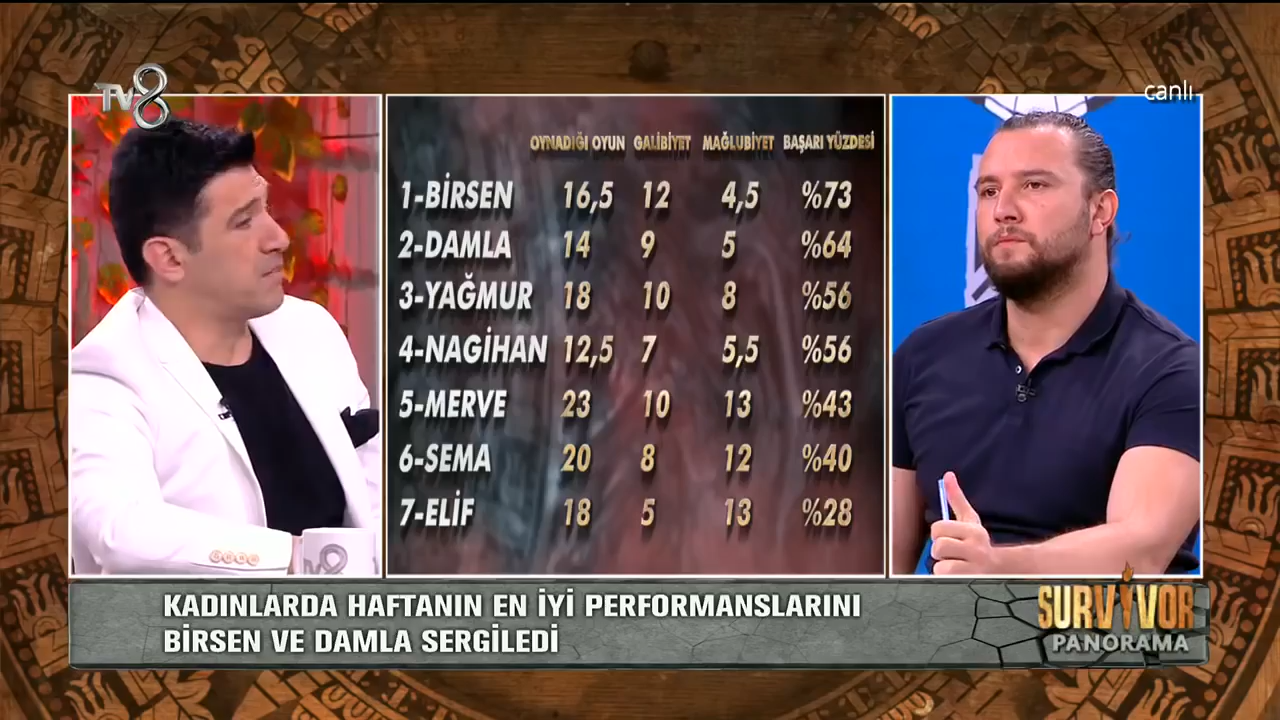 TV8
canlı
OYNADIĞI OYUN GALİBİYET MAĞLUBİYET BAŞARI YÜZDESİ
1-BİRSEN 16,5 12 4,5 %73
2-DAMLA 14 9 5 %64
3-YAĞMUR 18 10 8 %56
4-NAGİHAN 12,5 7 5,5 %56
5-MERVE 23 10 13 %43
6-SEMA 20 8 12 %40
7-ELİF 18 5 13 %28
TV8
KADINLARDA HAFTANIN EN İYİ PERFORMANSLARINI
BİRSEN VE DAMLA SERGİLEDİ
SURVIVOR
PANORAMA